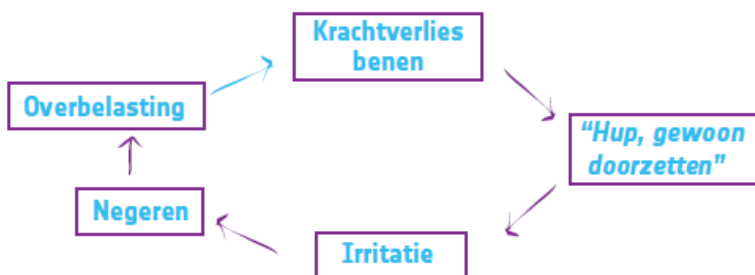 Krachtverlies
benen
Overbelasting
“Hup, gewoon
doorzetten”
Negeren
Irritatie